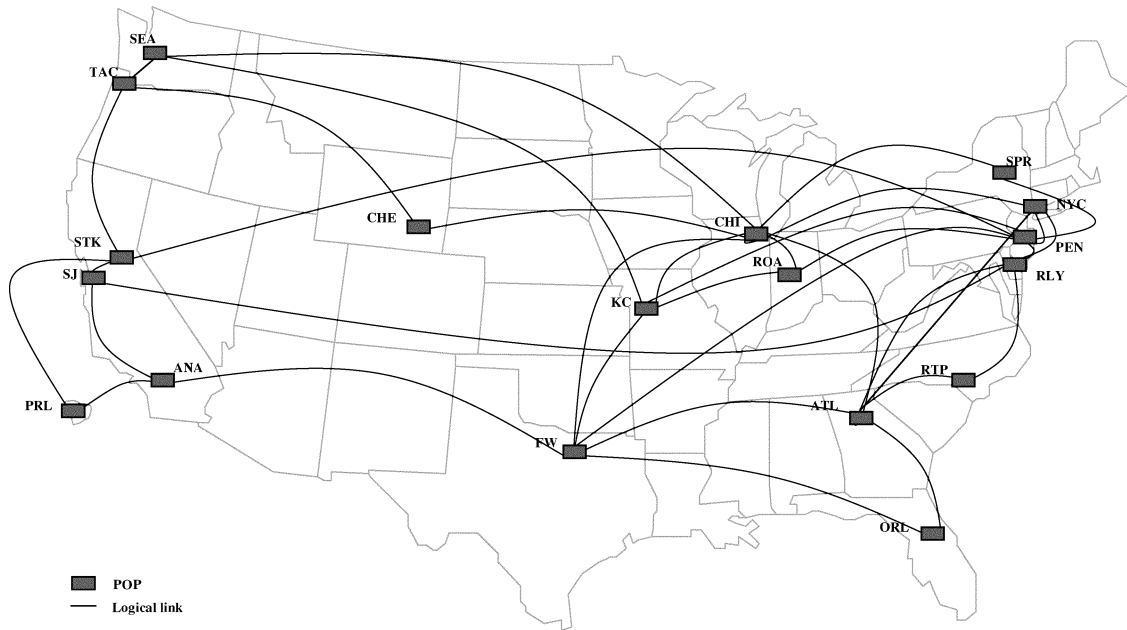 SEA
TAC
SPR
CHE
CHI
NYC
STK
PEN
SJ
ROA
RLY
KC
ANA
RTP
PRL
ATL
FW
ORL
POP
Logical link